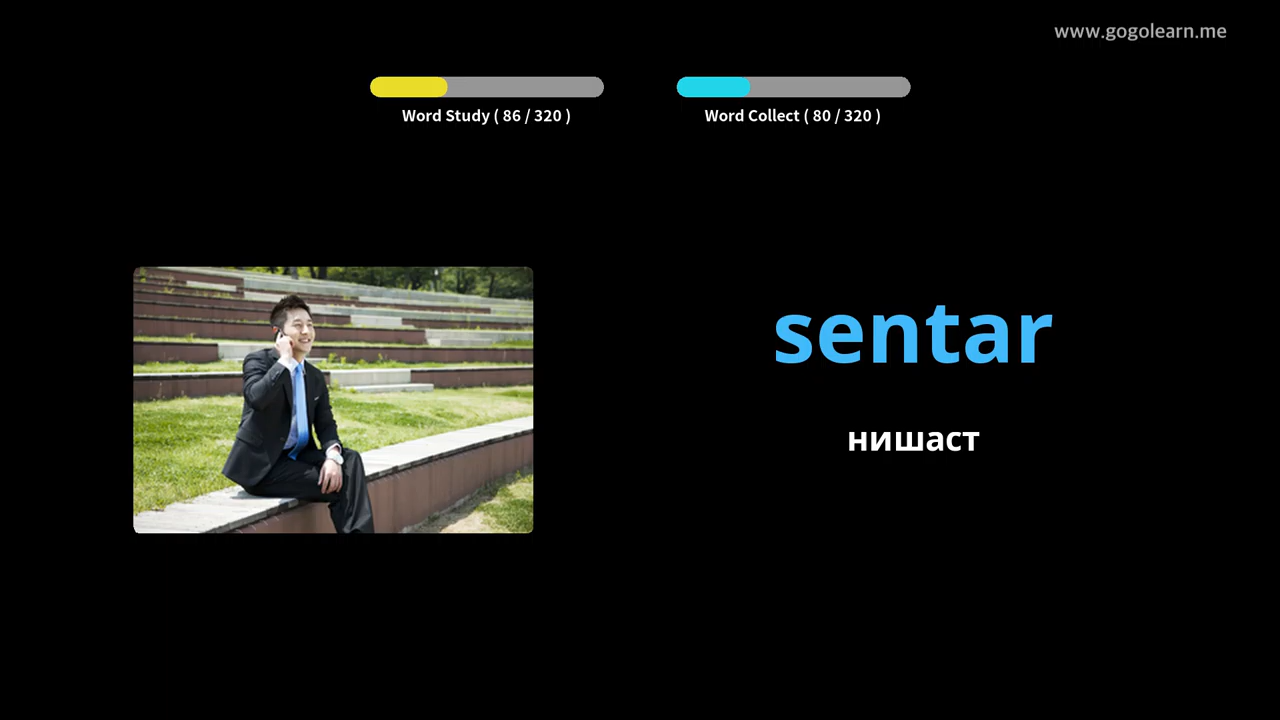 www.gogolearn.me
Word Study ( 86 / 320 )
Word Collect ( 80 / 320 )
sentar
нишаст